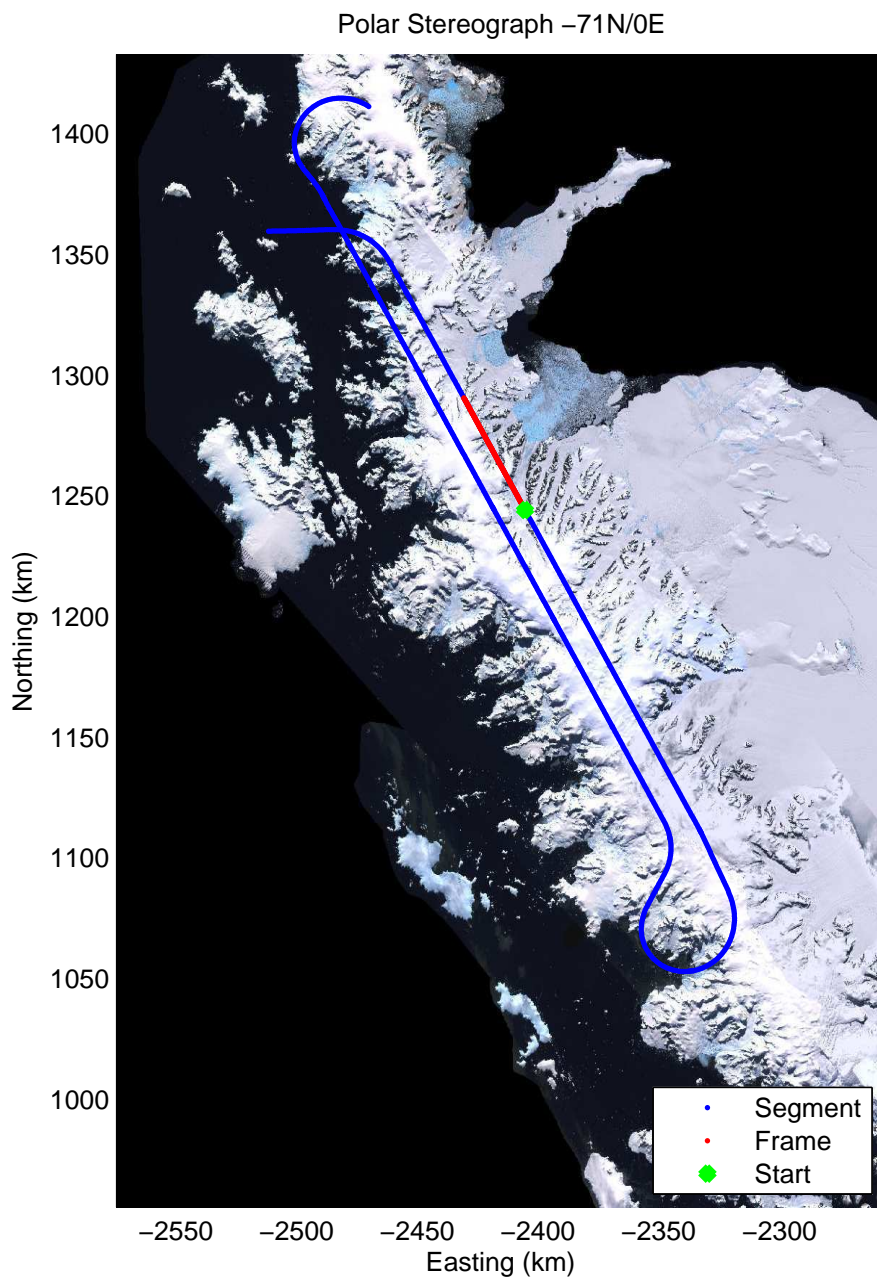 Polar Stereograph −71N/0E
1400
1350
1300
1250
1200
1150
1100
1050
1000
Northing (km)
Segment
Frame
Start
−2550 −2500 −2450 −2400 −2350 −2300
Easting (km)